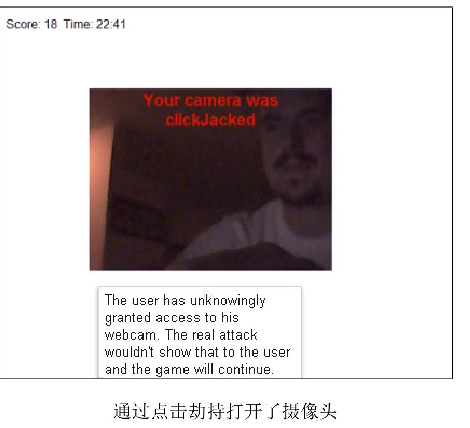 Score: 18 Time: 22:41
Your camera was
clickJacked
The user has unknowingly
granted access to his
webcam. The real attack
wouldn't show that to the user
and the game will continue.
通过点击劫持打开了摄像头